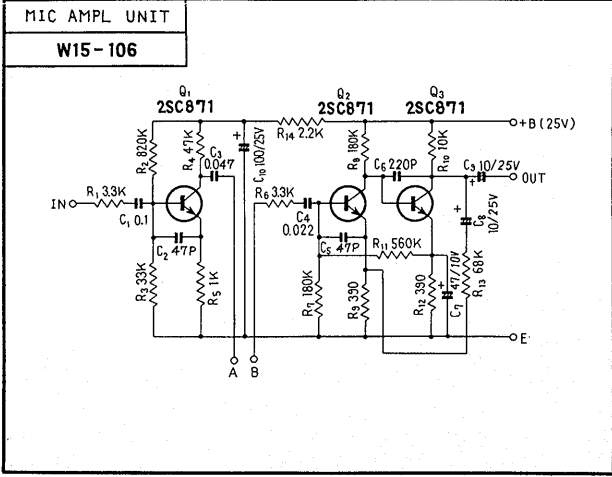 MIC AMPL UNIT
W15-106
Q1
2SC871
Q2
2SC871
Q3
2SC871
+B (25V)
R2 820K
R4 47K
C3
0.047
C10 100/25V
+
R14 2.2K
R8 180K
C6 220P
R10 10K
C9 10/25V
+
OUT
IN
R1 3.3K
C1 0.1
R6 3.3K
C4
0.022
+
C8
10/25V
C2 47P
C5 47P
R11 560K
R3 33K
R5 1K
R7 180K
R9 390
R12 390
+
47/10V
C7
R13 68K
E
A
B